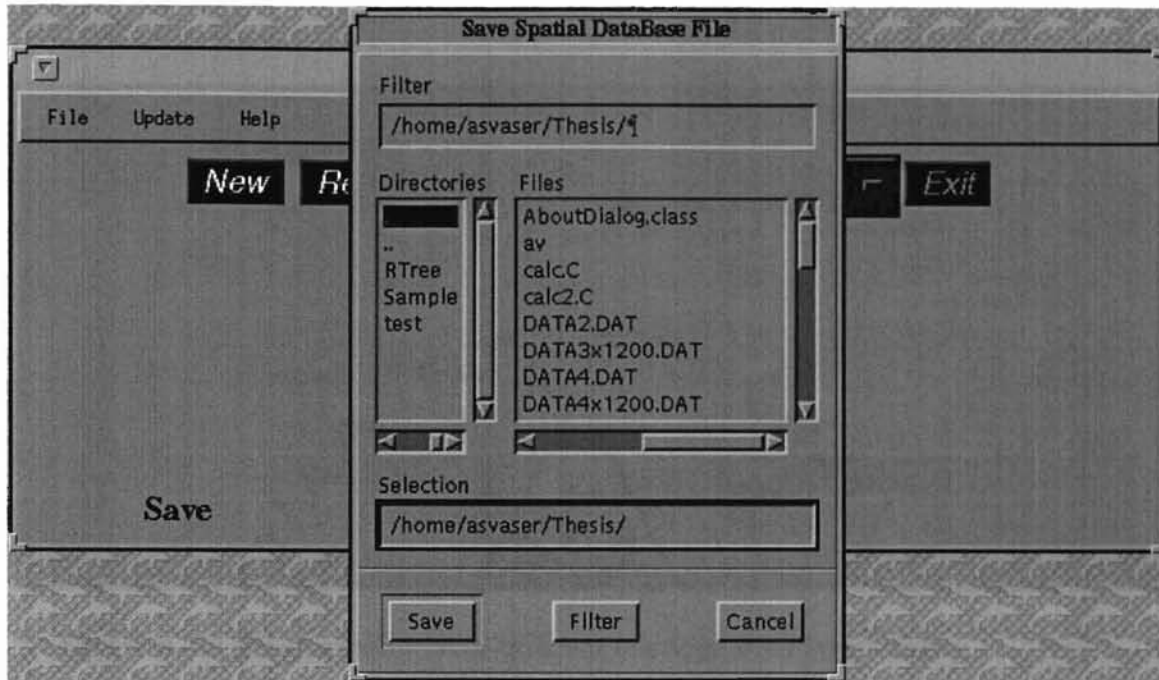 Save Spatial DataBase File
File Update Help
New
Exit
Filter
/home/asvaser/Thesis/*
Directories Files
..
RTree
Sample
test
AboutDialog.class
av
calc.C
calc2.C
DATA2.DAT
DATA3x1200.DAT
DATA4.DAT
DATA4x1200.DAT
Selection
/home/asvaser/Thesis/
Save
Save Filter Cancel